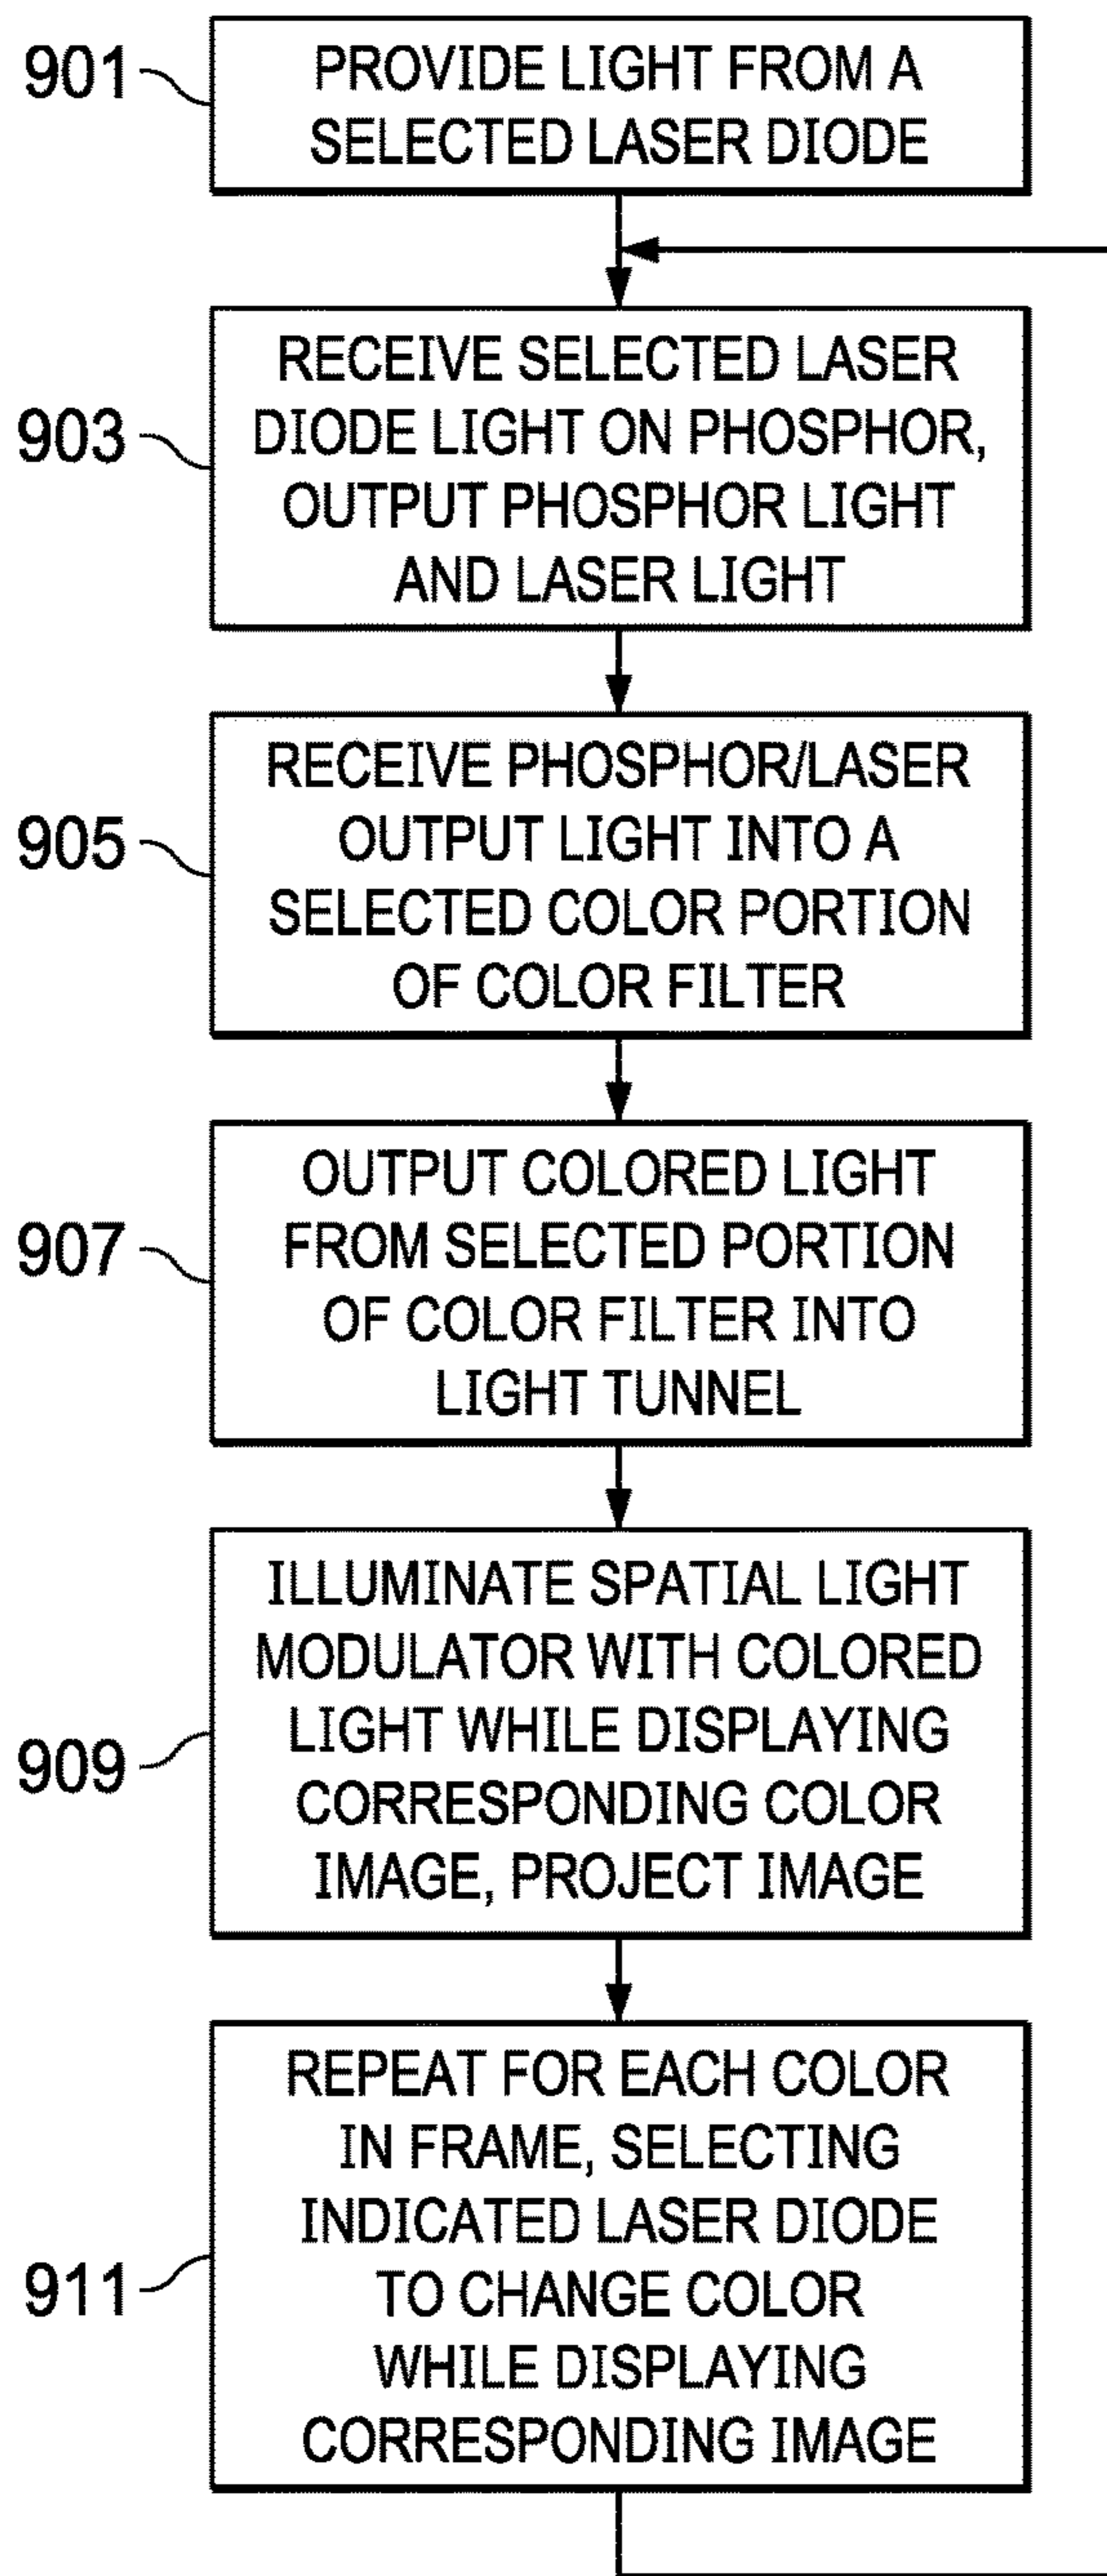 901
PROVIDE LIGHT FROM A
SELECTED LASER DIODE
903
RECEIVE SELECTED LASER
DIODE LIGHT ON PHOSPHOR,
OUTPUT PHOSPHOR LIGHT
AND LASER LIGHT
905
RECEIVE PHOSPHOR/LASER
OUTPUT LIGHT INTO A
SELECTED COLOR PORTION
OF COLOR FILTER
907
OUTPUT COLORED LIGHT
FROM SELECTED PORTION
OF COLOR FILTER INTO
LIGHT TUNNEL
909
ILLUMINATE SPATIAL LIGHT
MODULATOR WITH COLORED
LIGHT WHILE DISPLAYING
CORRESPONDING COLOR
IMAGE, PROJECT IMAGE
911
REPEAT FOR EACH COLOR
IN FRAME, SELECTING
INDICATED LASER DIODE
TO CHANGE COLOR
WHILE DISPLAYING
CORRESPONDING IMAGE